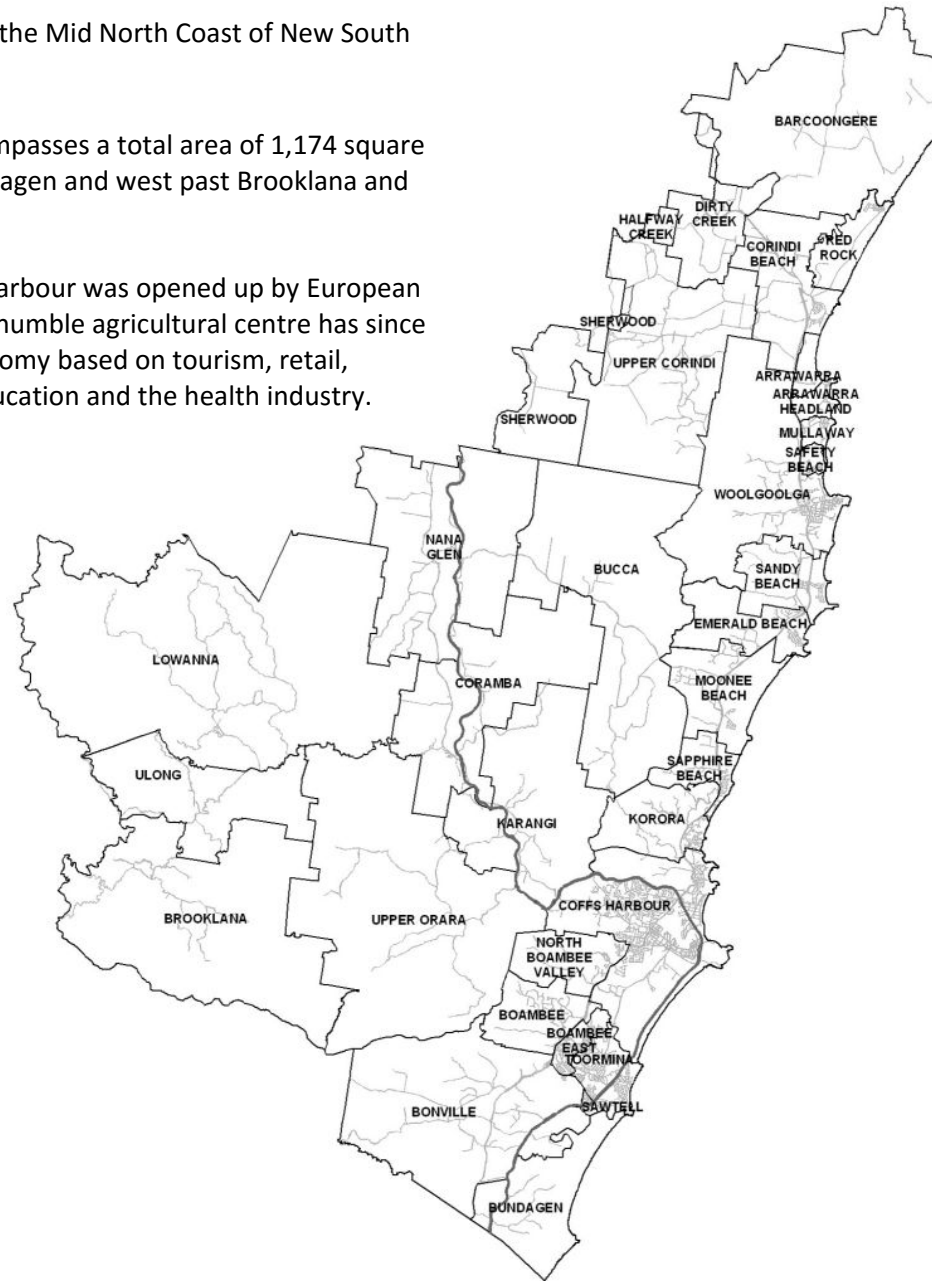 the Mid North Coast of New South
mpasses a total area of 1,174 square
agen and west past Brooklana and
arbour was opened up by European
humble agricultural centre has since
omy based on tourism, retail,
ucation and the health industry.
BARCOONGERE
DIRTY
CREEK
HALFWAY
CREEK
RED
ROCK
CORINDI
BEACH
SHERWOOD
UPPER CORINDI
ARRAWARRA
ARRAWARRA
HEADLAND
SHERWOOD
MULLAWAY
SAFETY
BEACH
WOOLGOOLGA
NANA
GLEN
BUCCA
SANDY
BEACH
EMERALD BEACH
LOWANNA
CORAMBA
MOONEE
BEACH
ULONG
SAPPHIRE
BEACH
KARANGI
KORORA
BROOKLANA
UPPER ORARA
COFFS HARBOUR
NORTH
BOAMBEE
VALLEY
BOAMBEE
BOAMBEE
EAST
TOORMINA
BONVILLE
SAWTELL
BUNDAGEN